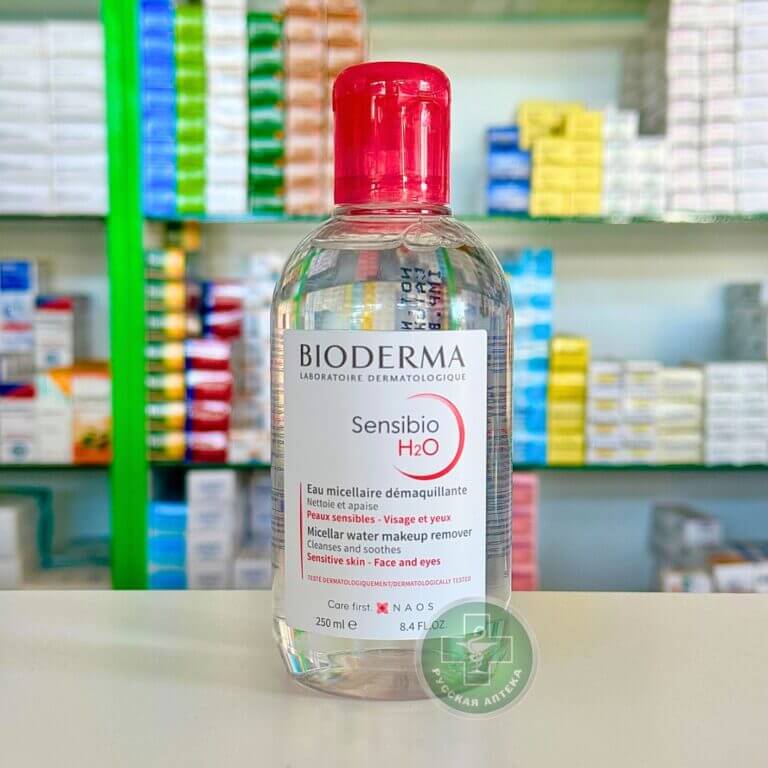 BIODERMA
LABORATOIRE DERMATOLOGIQUE
Sensibio
H₂O
Eau micellaire démaquillante
Nettoie et apaise
Peaux sensibles - Visage et yeux
Micellar water makeup remover
Cleanses and soothes
Sensitive skin - Face and eyes
TESTÉ DERMATOLOGIQUEMENT/DERMATOLOGICALLY TESTED
Care first. NAOS
250 ml e 8.4 FL.OZ.
РУССКАЯ АПТЕКА